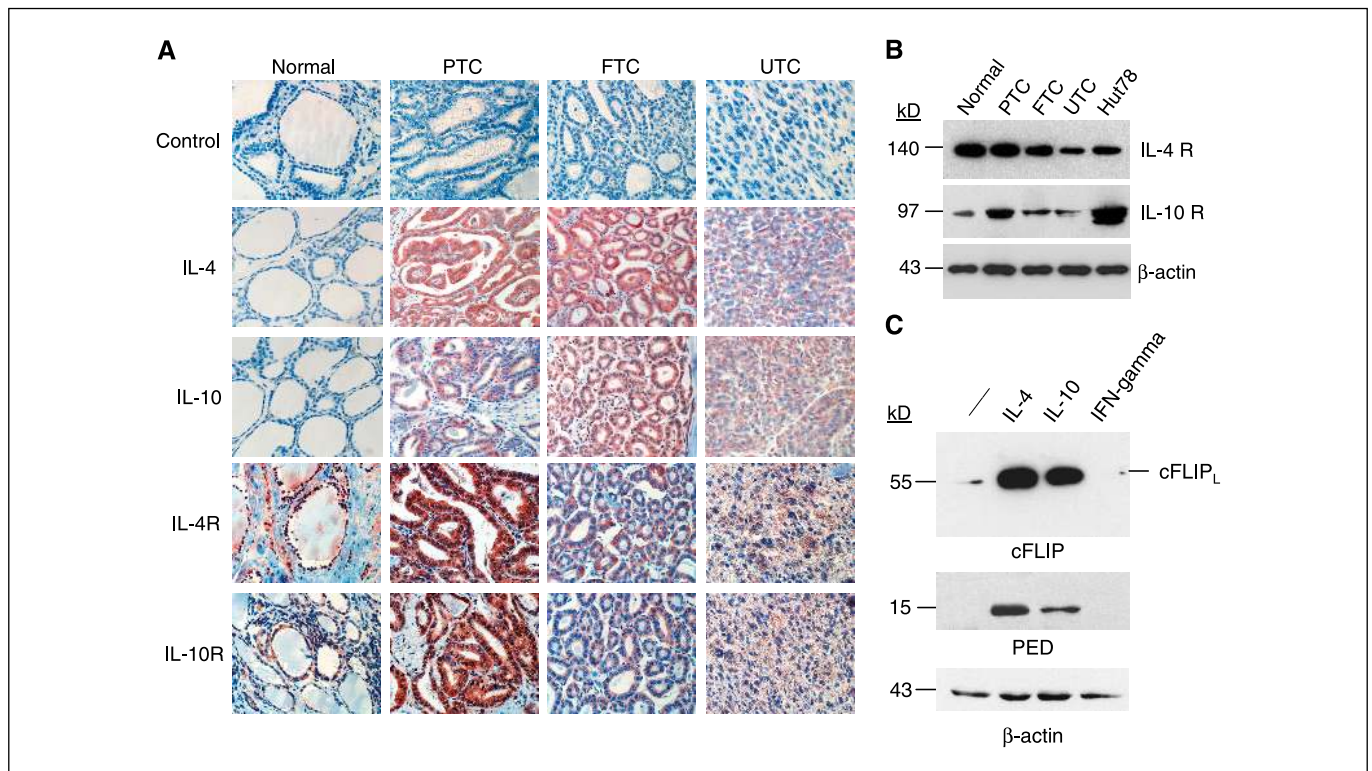 A
Normal PTC FTC UTC
Control
IL-4
IL-10
IL-4R
IL-10R
B
kD Normal PTC FTC UTC Hut78
140 IL-4 R
97 IL-10 R
43 β-actin
C
kD / IL-4 IL-10 IFN-gamma
55 cFLIPL
cFLIP
15
PED
43
β-actin